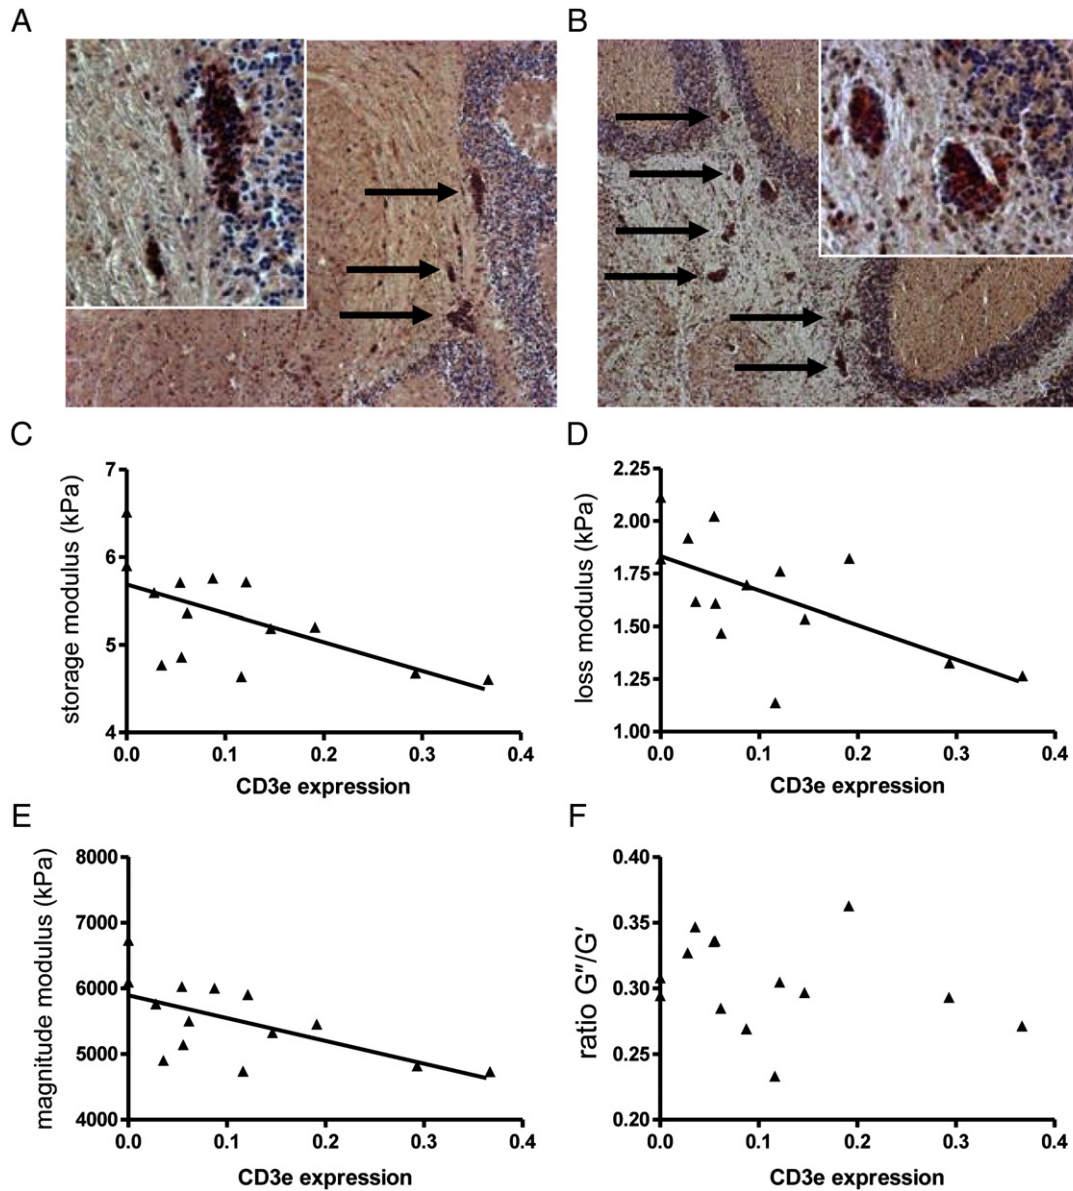 A
B
C
D
storage modulus (kPa)
7
6
5
4
0.0 0.1 0.2 0.3 0.4
CD3e expression
loss modulus (kPa)
2.25
2.00
1.75
1.50
1.25
1.00
0.0 0.1 0.2 0.3 0.4
CD3e expression
E
F
magnitude modulus (kPa)
8000
7000
6000
5000
4000
0.0 0.1 0.2 0.3 0.4
CD3e expression
ratio G″/G′
0.40
0.35
0.30
0.25
0.20
0.0 0.1 0.2 0.3 0.4
CD3e expression